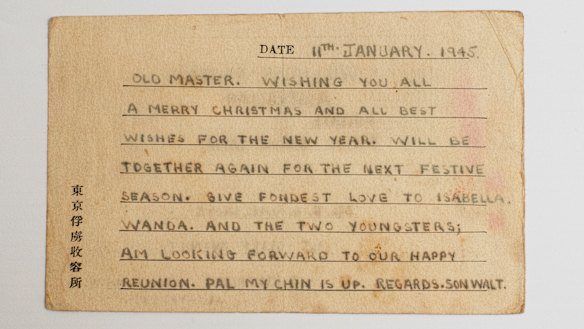 DATE 11TH. JANUARY. 1945.
OLD MASTER. WISHING YOU ALL
A MERRY CHRISTMAS AND ALL BEST
WISHES FOR THE NEW YEAR. WILL BE
TOGETHER AGAIN FOR THE NEXT FESTIVE
SEASON. GIVE FONDEST LOVE TO ISABELLA.
WANDA. AND THE TWO YOUNGSTERS;
AM LOOKING FORWARD TO OUR HAPPY
REUNION. PAL MY CHIN IS UP. REGARDS. SON WALT.
東京俘虜收容所